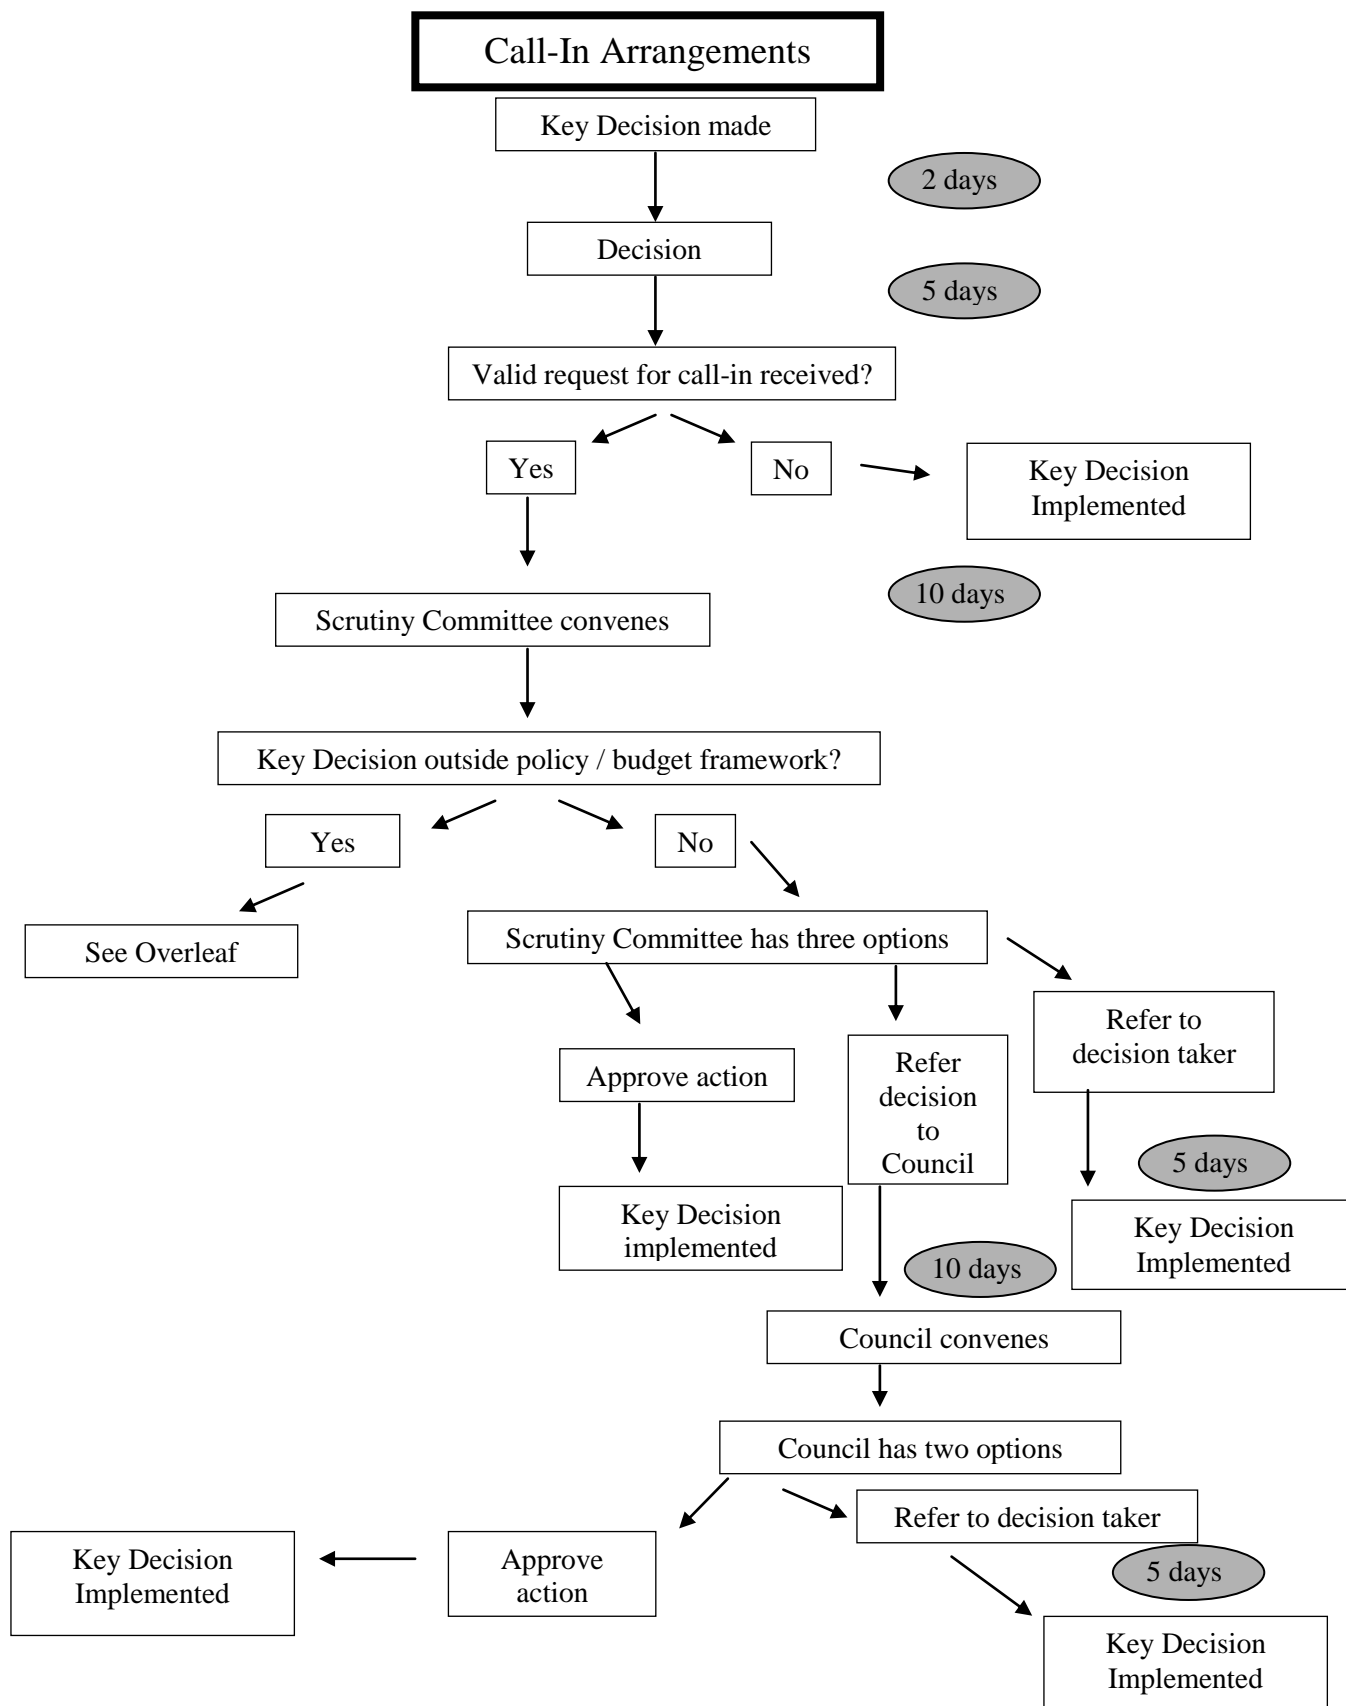 Call-In Arrangements
Key Decision made
2 days
Decision
5 days
Valid request for call-in received?
Yes
No
Key Decision
Implemented
10 days
Scrutiny Committee convenes
Key Decision outside policy / budget framework?
Yes
No
See Overleaf
Scrutiny Committee has three options
Refer to
decision taker
Approve action
Refer
decision
to
Council
5 days
Key Decision
implemented
Key Decision
Implemented
10 days
Council convenes
Council has two options
Refer to decision taker
Key Decision
Implemented
Approve
action
5 days
Key Decision
Implemented